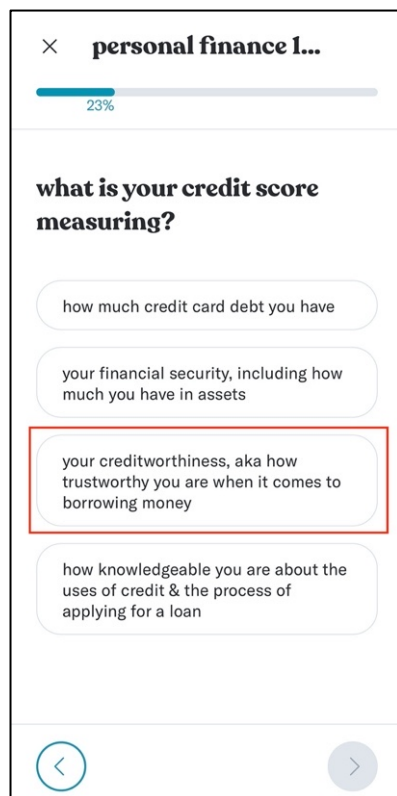 personal finance 1...
23%
what is your credit score
measuring?
how much credit card debt you have
your financial security, including how
much you have in assets
your creditworthiness, aka how
trustworthy you are when it comes to
borrowing money
how knowledgeable you are about the
uses of credit & the process of
applying for a loan